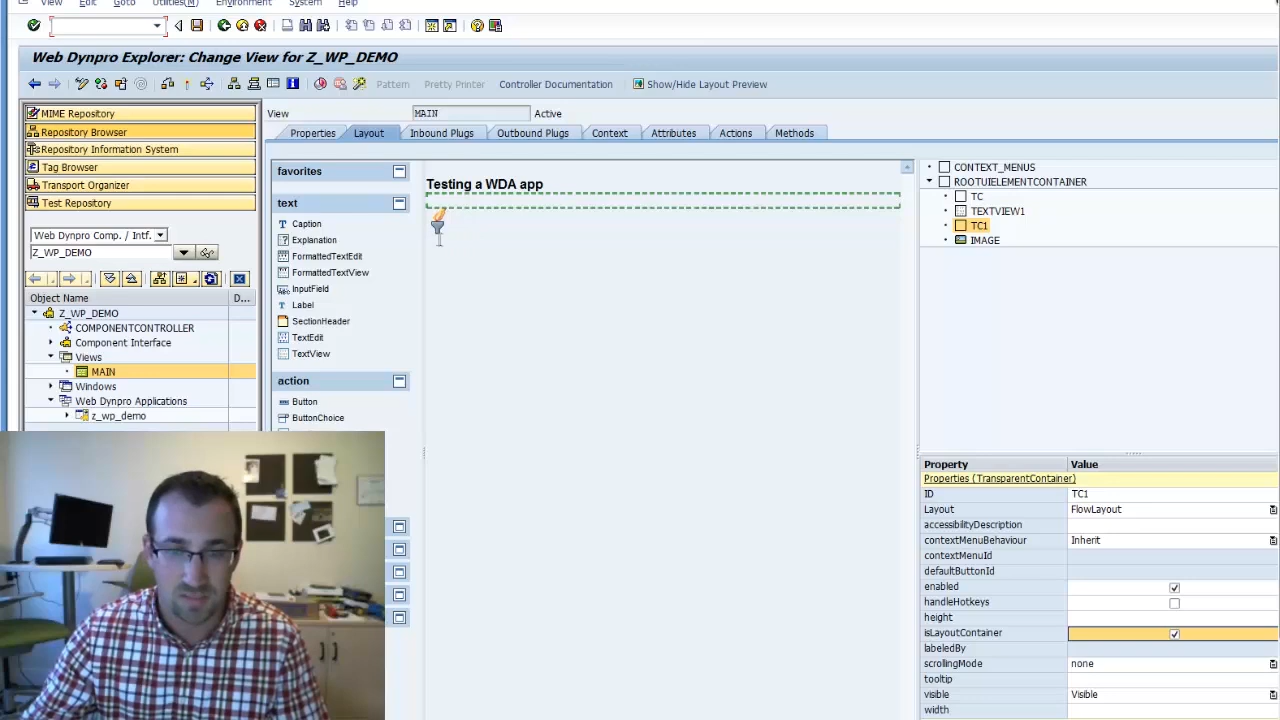 View Edit Goto Utilities(M) Environment System Help
Web Dynpro Explorer: Change View for Z_WP_DEMO
Pattern Pretty Printer Controller Documentation Show/Hide Layout Preview
MIME Repository
Repository Browser
Repository Information System
Tag Browser
Transport Organizer
Test Repository
Web Dynpro Comp. / Intf.
Z_WP_DEMO
Object Name D...
Z_WP_DEMO
COMPONENTCONTROLLER
Component Interface
Views
MAIN
Windows
Web Dynpro Applications
z_wp_demo
View MAIN Active
Properties Layout Inbound Plugs Outbound Plugs Context Attributes Actions Methods
favorites
text
Caption
Explanation
FormattedTextEdit
FormattedTextView
InputField
Label
SectionHeader
TextEdit
TextView
action
Button
ButtonChoice
Testing a WDA app
CONTEXT_MENUS
ROOTUIELEMENTCONTAINER
TC
TEXTVIEW1
TC1
IMAGE
Property Value
Properties (TransparentContainer)
ID TC1
Layout FlowLayout
accessibilityDescription
contextMenuBehaviour Inherit
contextMenuId
defaultButtonId
enabled
handleHotkeys
height
isLayoutContainer
labeledBy
scrollingMode none
tooltip
visible Visible
width